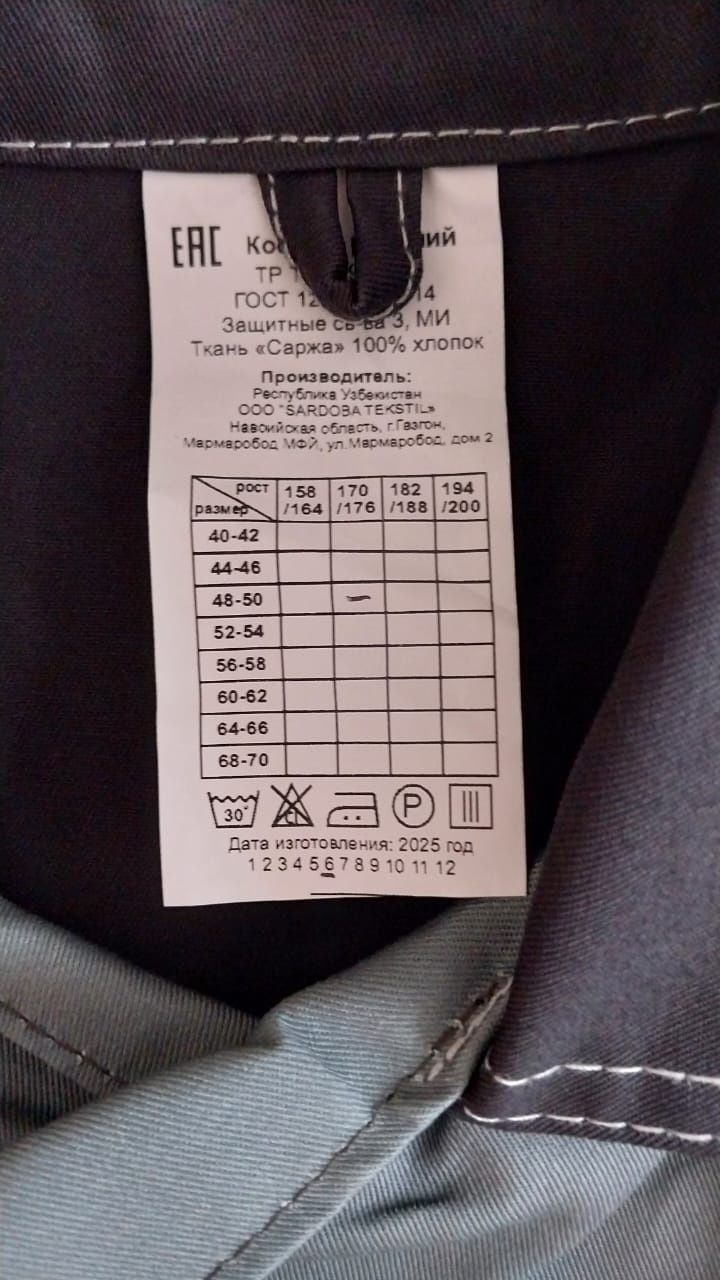 EAC
ТР
ГОСТ 12 14
Защитные св-ва З, МИ
Ткань «Саржа» 100% хлопок
Производитель:
Республика Узбекистан
ООО "SARDOBA TEKSTIL»
Навоийская область, г.Газган,
Мармаробод МФЙ, ул.Мармаробод, дом 2
рост 158 170 182 194
размер /164 /176 /188 /200
40-42
44-46
48-50
52-54
56-58
60-62
64-66
68-70
30° CL P
Дата изготовления: 2025 год
1 2 3 4 5 6 7 8 9 10 11 12